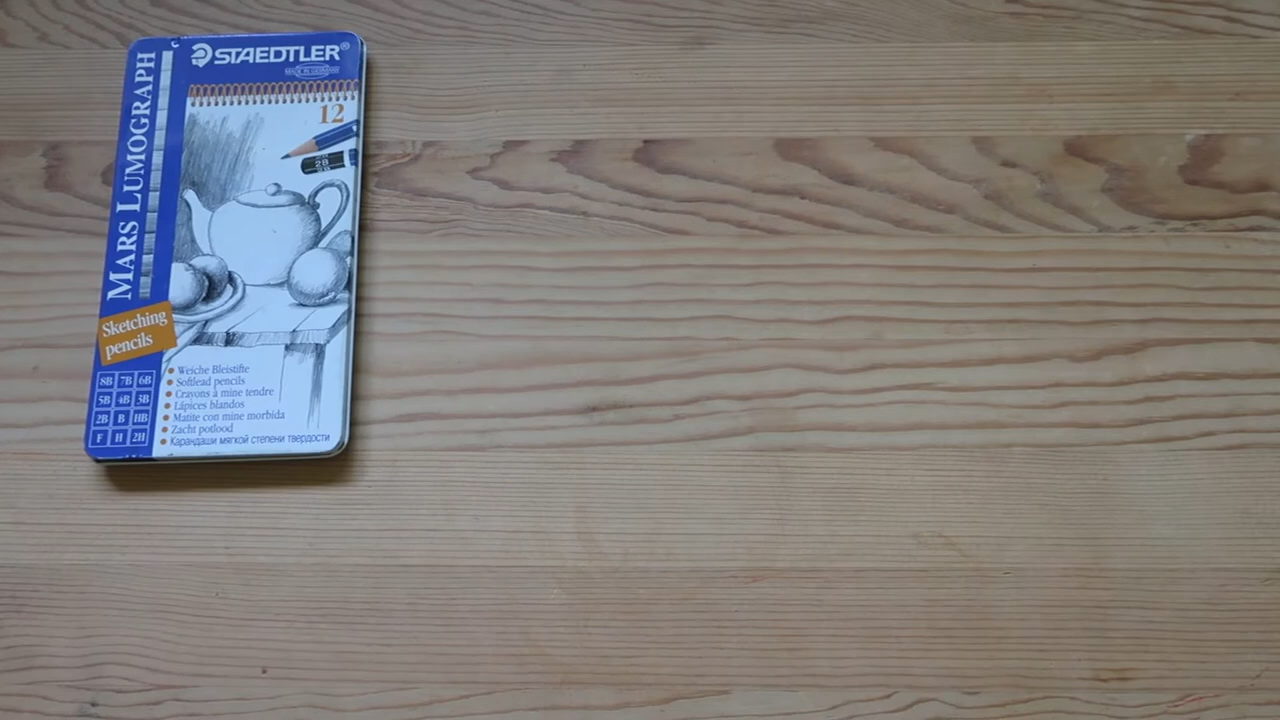 STAEDTLER®
MADE IN GERMANY
MARS LUMOGRAPH
12
2B
Sketching
pencils
8B 7B 6B
5B 4B 3B
2B B HB
F H 2H
Weiche Bleistifte
Softlead pencils
Crayons à mine tendre
Lápices blandos
Matite con mine morbida
Zacht potlood
Карандаши мягкой степени твердости